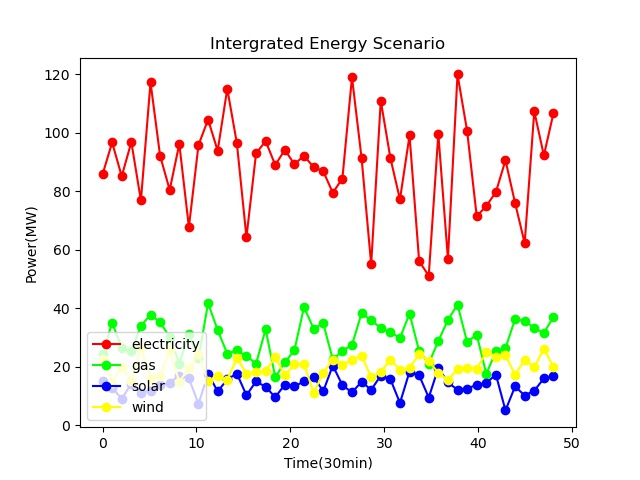 Intergrated Energy Scenario
Power(MW)
120
100
80
60
40
20
0
electricity
gas
solar
wind
0 10 20 30 40 50
Time(30min)